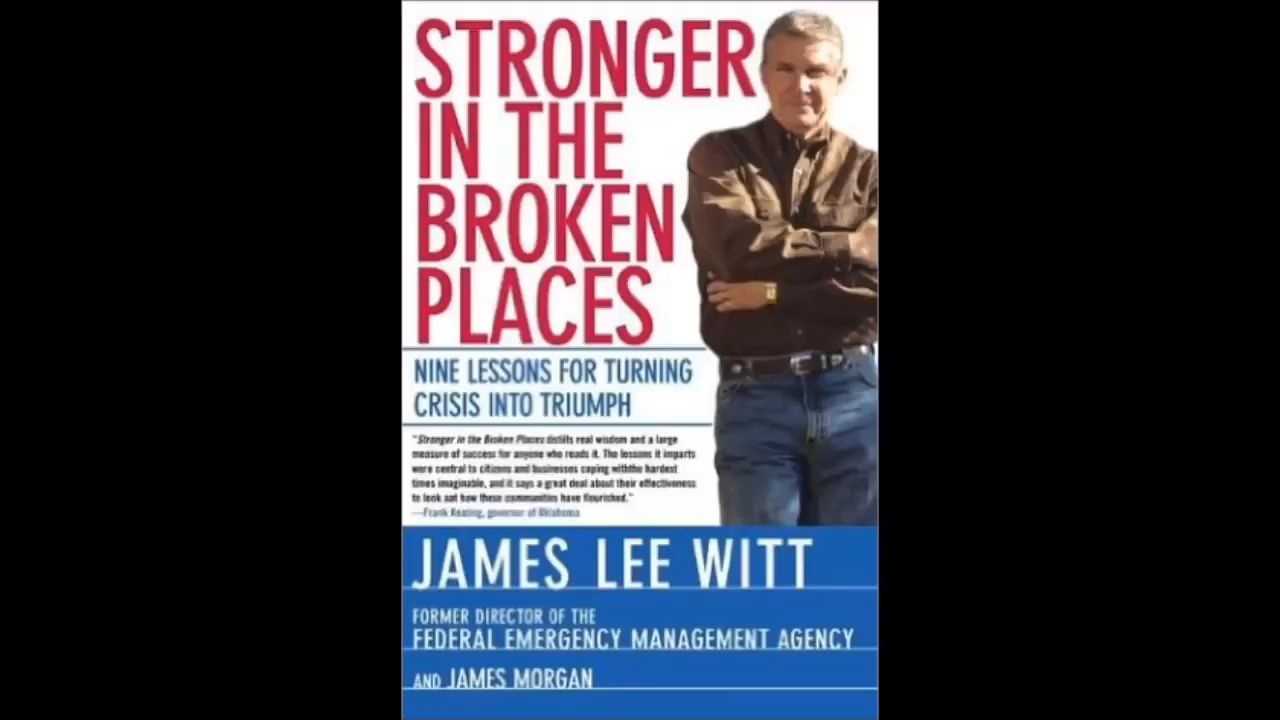 STRONGER
IN THE
BROKEN
PLACES
NINE LESSONS FOR TURNING
CRISIS INTO TRIUMPH
"Stronger in the Broken Places distills real wisdom and a large
measure of success for anyone who reads it. The lessons it imparts
were central to citizens and businesses coping withthe hardest
times imaginable, and it says a great deal about their effectiveness
to look aat how these communities have flourished."
—Frank Keating, governor of Oklahoma
JAMES LEE WITT
FORMER DIRECTOR OF THE
FEDERAL EMERGENCY MANAGEMENT AGENCY
AND JAMES MORGAN